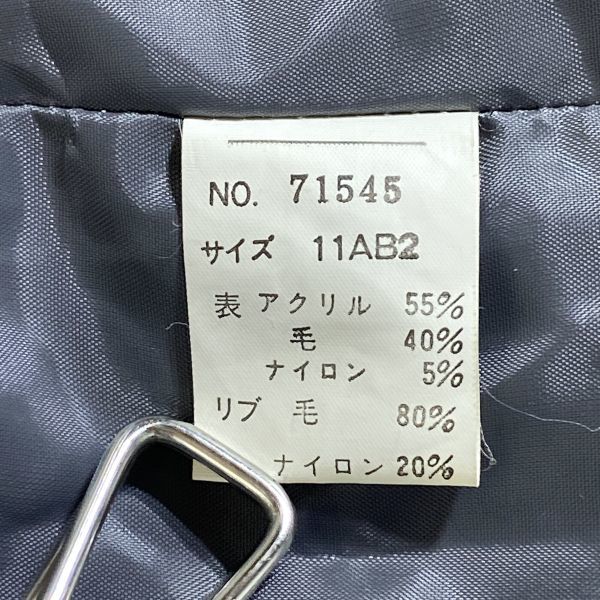 NO. 71545
サイズ 11AB2
表 アクリル 55%
毛 40%
ナイロン 5%
リブ 毛 80%
ナイロン 20%